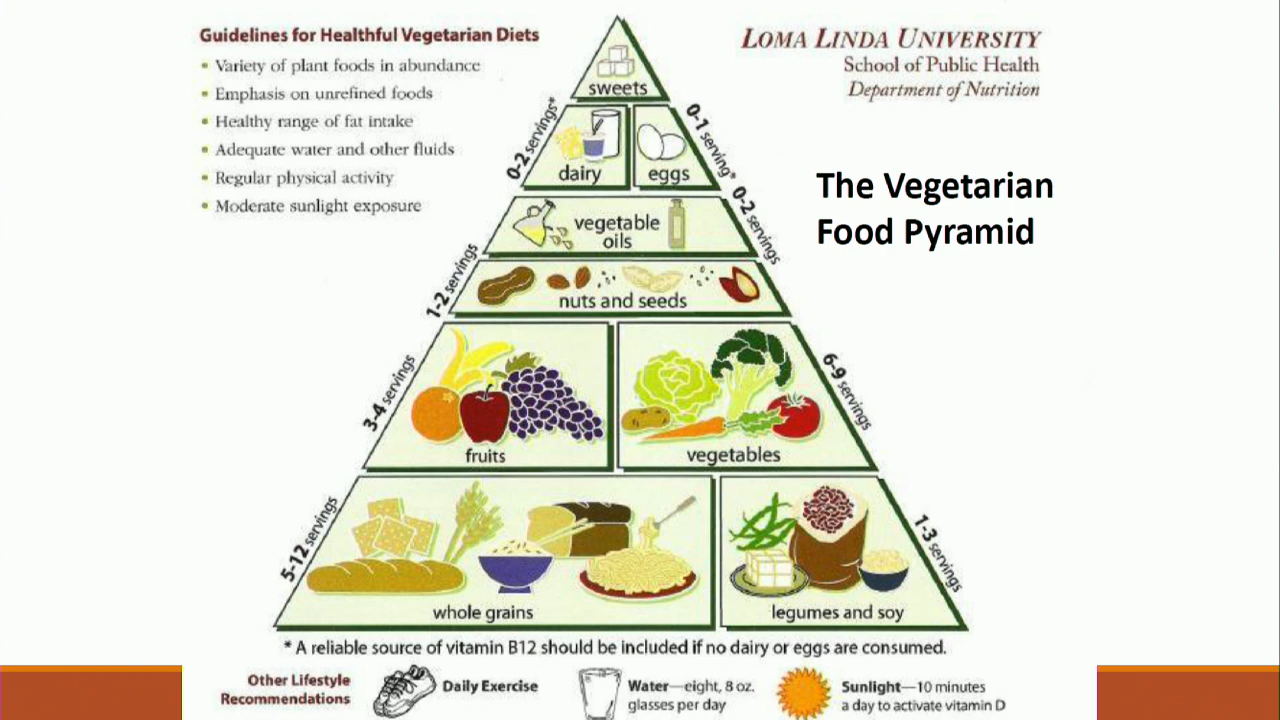 Guidelines for Healthful Vegetarian Diets
• Variety of plant foods in abundance
• Emphasis on unrefined foods
• Healthy range of fat intake
• Adequate water and other fluids
• Regular physical activity
• Moderate sunlight exposure
LOMA LINDA UNIVERSITY
School of Public Health
Department of Nutrition
The Vegetarian
Food Pyramid
sweets
0-2 servings*
dairy
eggs
0-1 serving*
vegetable
oils
0-2 servings
1-2 servings
nuts and seeds
3-4 servings
fruits
vegetables
6-9 servings
5-12 servings
whole grains
legumes and soy
1-3 servings
* A reliable source of vitamin B12 should be included if no dairy or eggs are consumed.
Other Lifestyle
Recommendations
Daily Exercise
Water—eight, 8 oz.
glasses per day
Sunlight—10 minutes
a day to activate vitamin D